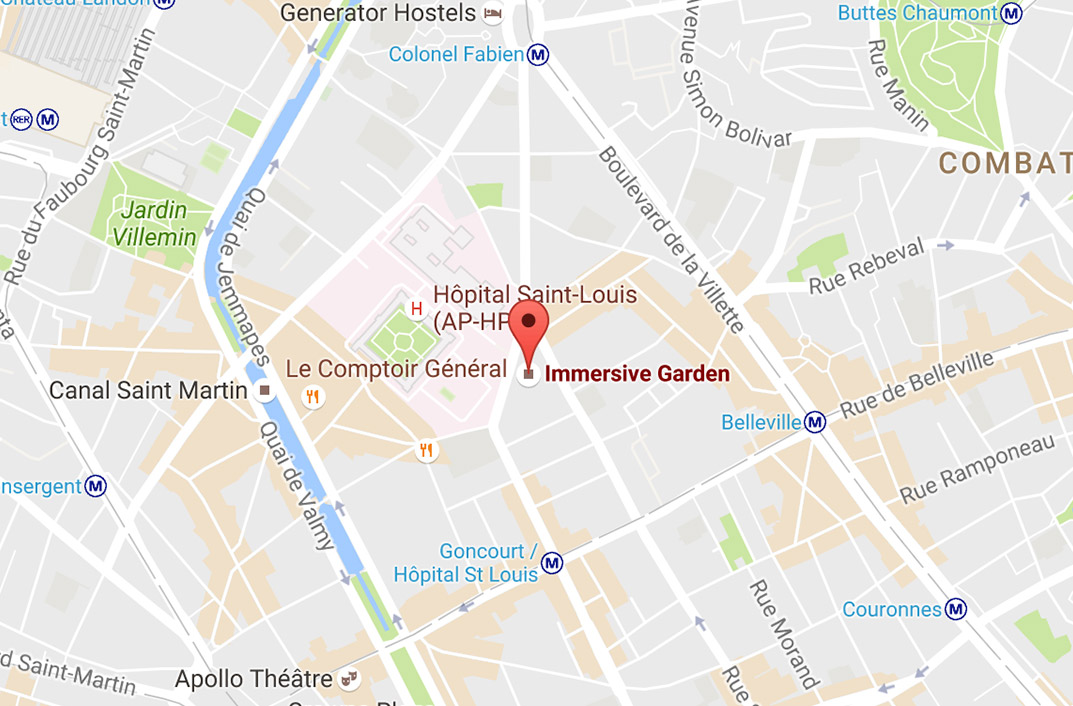 Château Landon
Generator Hostels
Buttes Chaumont
Colonel Fabien
Rue du Faubourg Saint-Martin
Avenue Simon Bolivar
Rue Manin
RER
COMBAT
Boulevard de la Villette
Quai de Jemmapes
Jardin
Villemin
Rue Rebeval
Hôpital Saint-Louis
(AP-HP
H
Le Comptoir Général
Immersive Garden
Canal Saint Martin
Rue de Belleville
Belleville
Quai de Valmy
Rue Ramponeau
nsergent
Goncourt /
Hôpital St Louis
Couronnes
Rue Morand
d Saint-Martin
Apollo Théâtre
Rue